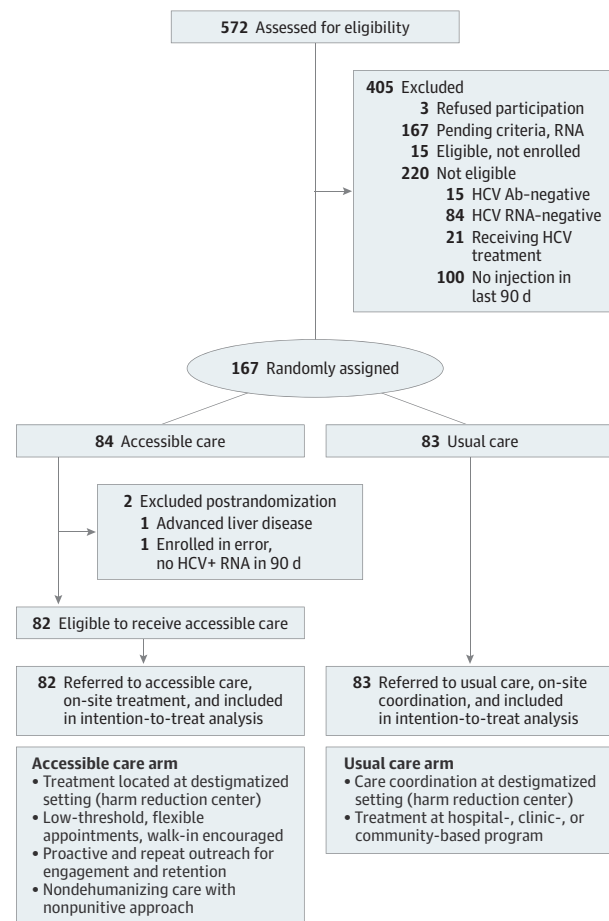 572 Assessed for eligibility
405 Excluded
3 Refused participation
167 Pending criteria, RNA
15 Eligible, not enrolled
220 Not eligible
15 HCV Ab-negative
84 HCV RNA-negative
21 Receiving HCV
treatment
100 No injection in
last 90 d
167 Randomly assigned
84 Accessible care
83 Usual care
2 Excluded postrandomization
1 Advanced liver disease
1 Enrolled in error,
no HCV+ RNA in 90 d
82 Eligible to receive accessible care
82 Referred to accessible care,
on-site treatment, and included
in intention-to-treat analysis
83 Referred to usual care, on-site
coordination, and included
in intention-to-treat analysis
Accessible care arm
• Treatment located at destigmatized
setting (harm reduction center)
• Low-threshold, flexible
appointments, walk-in encouraged
• Proactive and repeat outreach for
engagement and retention
• Nondehumanizing care with
nonpunitive approach
Usual care arm
• Care coordination at destigmatized
setting (harm reduction center)
• Treatment at hospital-, clinic-, or
community-based program